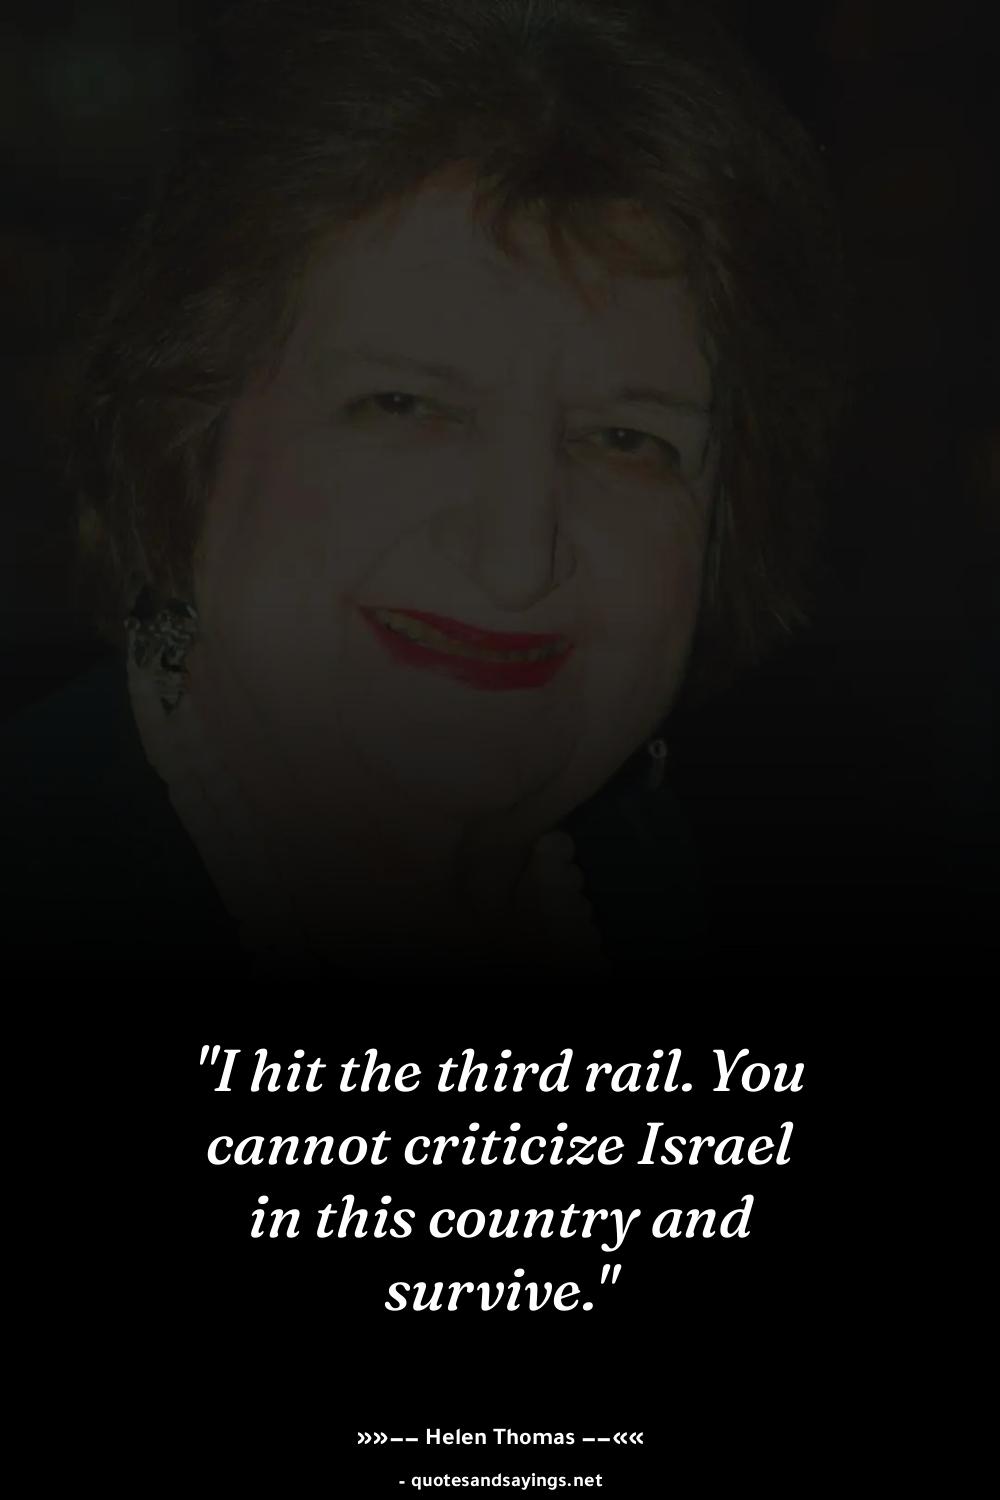 "I hit the third rail. You
cannot criticize Israel
in this country and
survive."
»»—— Helen Thomas ——««
- quotesandsayings.net